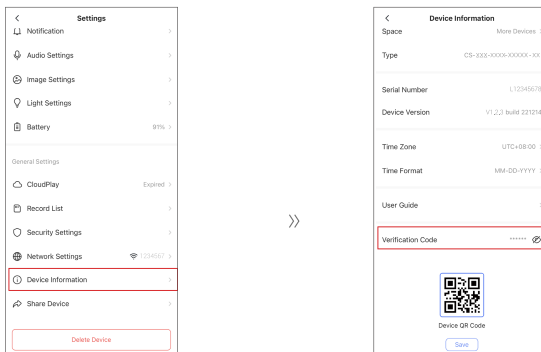 Settings
Notification
Audio Settings
Image Settings
Light Settings
Battery 91%
General Settings
CloudPlay Expired
Record List
Security Settings
Network Settings 1234567
Device Information
Share Device
Delete Device
Device Information
Space More Devices
Type CS-XXX-XXXX-XXXXX-XX
Serial Number L12345678
Device Version V1,2,3 build 221214
Time Zone UTC+08:00
Time Format MM-DD-YYYY
User Guide
Verification Code ******
Device QR Code
Save